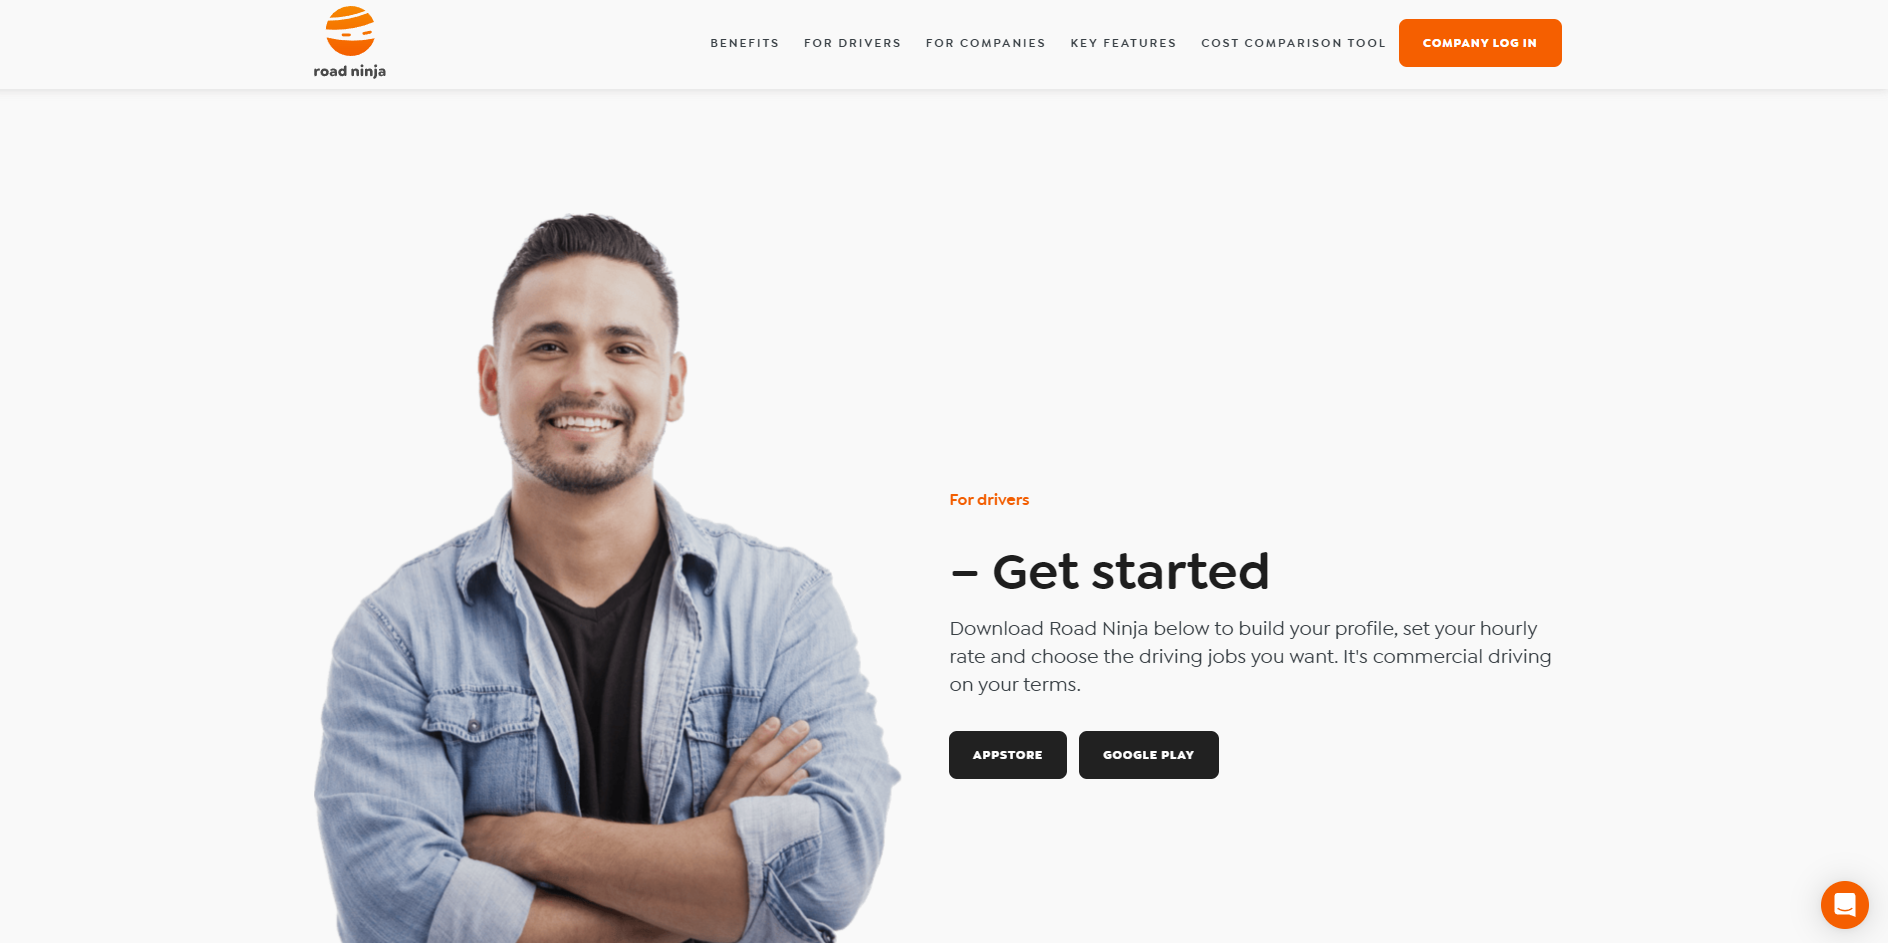 road ninja
BENEFITS
FOR DRIVERS
FOR COMPANIES
KEY FEATURES
COST COMPARISON TOOL
COMPANY LOG IN
For drivers
– Get started
Download Road Ninja below to build your profile, set your hourly
rate and choose the driving jobs you want. It's commercial driving
on your terms.
APPSTORE
GOOGLE PLAY